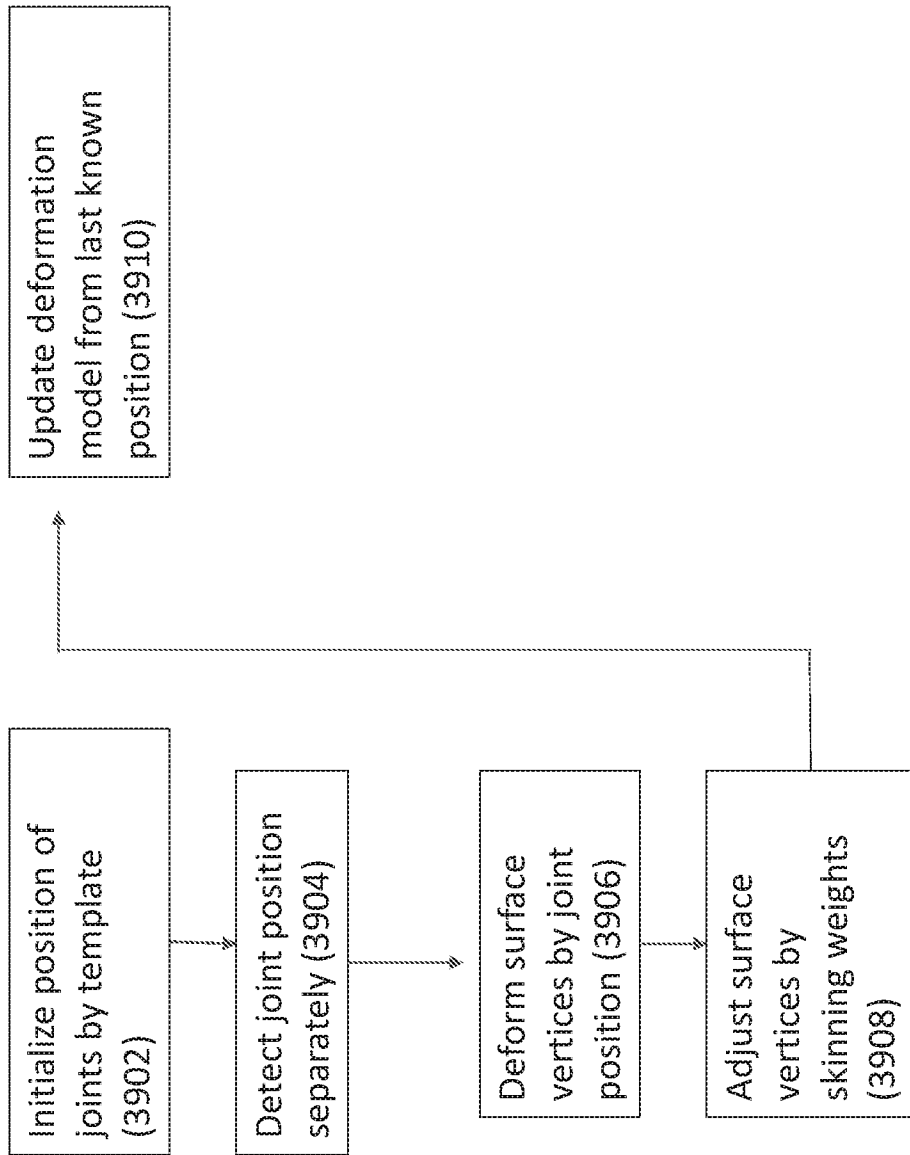 Initialize position of
joints by template
(3902)
Detect joint position
separately (3904)
Deform surface
vertices by joint
position (3906)
Adjust surface
vertices by
skinning weights
(3908)
Update deformation
model from last known
position (3910)